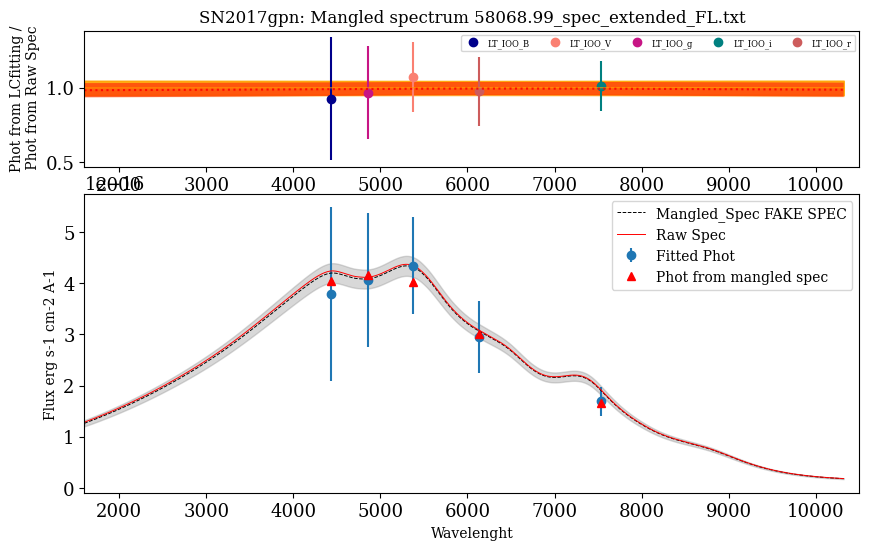 SN2017gpn: Mangled spectrum 58068.99_spec_extended_FL.txt
Phot from LCfitting /
Phot from Raw Spec
LT_IOO_B LT_IOO_V LT_IOO_g LT_IOO_i LT_IOO_r
1.0
0.5
2000 3000 4000 5000 6000 7000 8000 9000 10000
1e−16
Mangled_Spec FAKE SPEC
Raw Spec
Fitted Phot
Phot from mangled spec
Flux erg s-1 cm-2 A-1
5
4
3
2
1
0
2000 3000 4000 5000 6000 7000 8000 9000 10000
Wavelenght